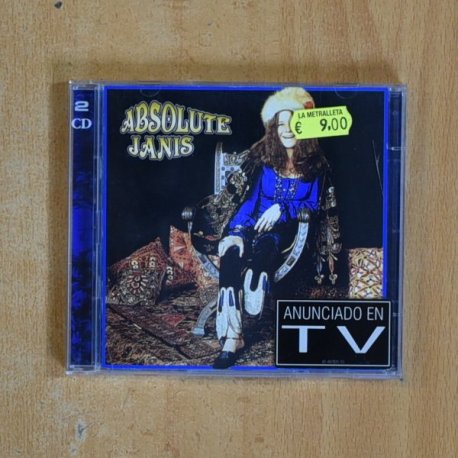 2
CD
ABSOLUTE
JANIS
LA METRALLETA
€ 9.00
ANUNCIADO EN
TV